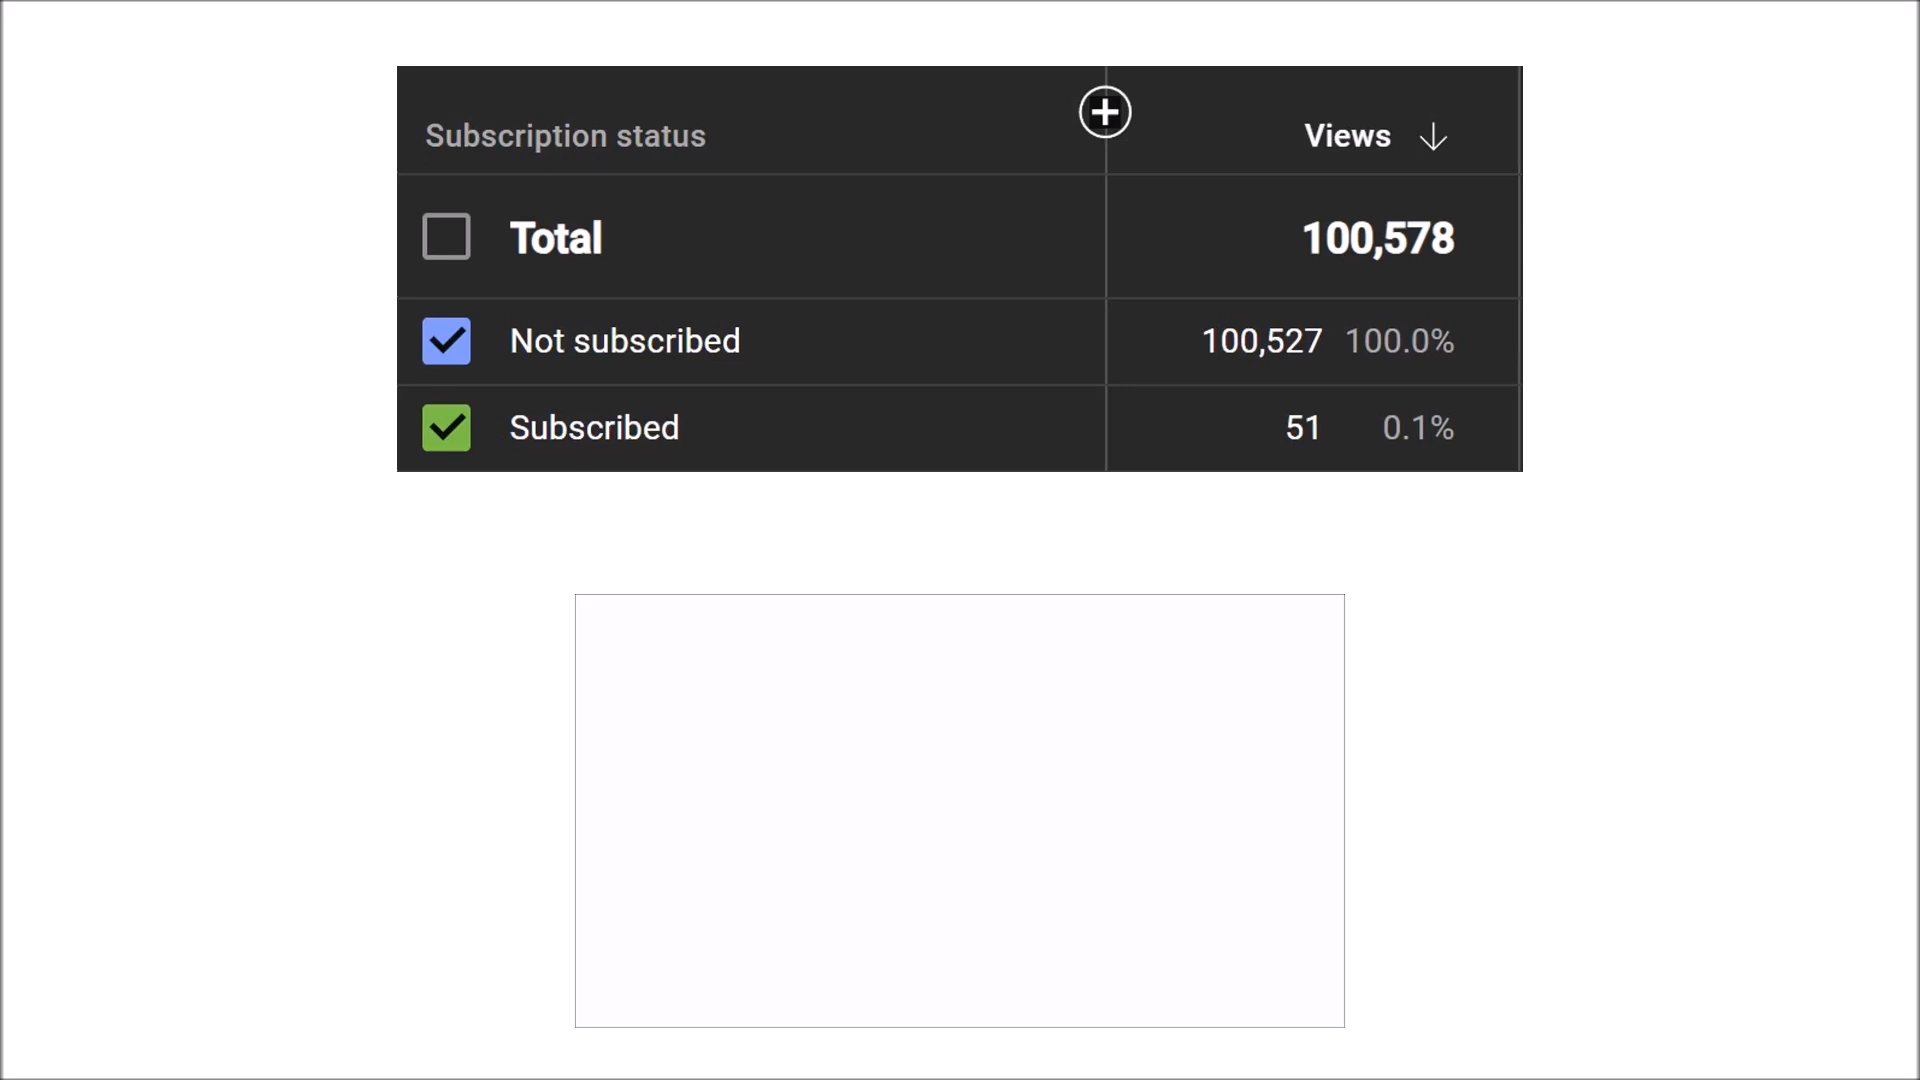 Subscription status Views
Total 100,578
Not subscribed 100,527 100.0%
Subscribed 51 0.1%